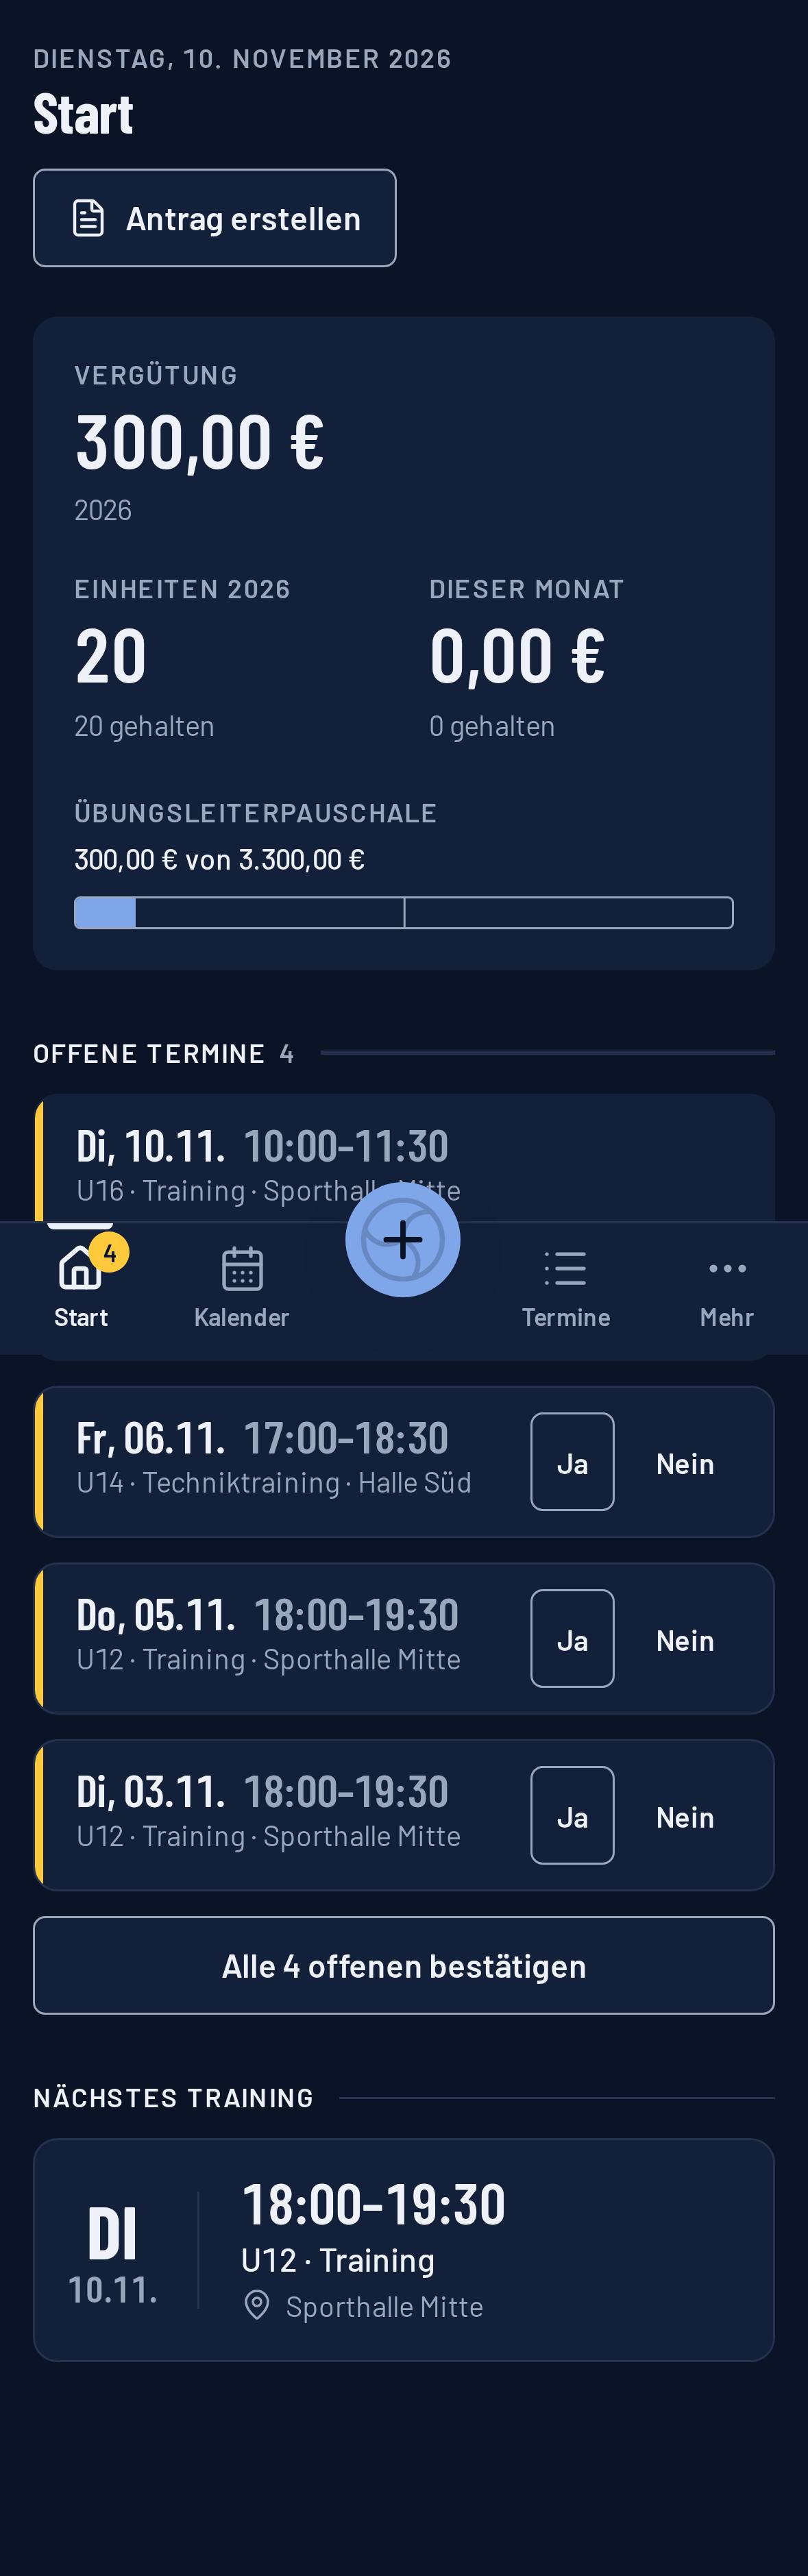 DIENSTAG, 10. NOVEMBER 2026
Start
Antrag erstellen
VERGÜTUNG
300,00 €
2026
EINHEITEN 2026
20
20 gehalten
DIESER MONAT
0,00 €
0 gehalten
ÜBUNGSLEITERPAUSCHALE
300,00 € von 3.300,00 €
OFFENE TERMINE 4
Di, 10.11. 10:00–11:30
U16 · Training · Sporthalle Mitte
4
Start
Kalender
Termine
Mehr
Fr, 06.11. 17:00–18:30
U14 · Techniktraining · Halle Süd
Ja
Nein
Do, 05.11. 18:00–19:30
U12 · Training · Sporthalle Mitte
Ja
Nein
Di, 03.11. 18:00–19:30
U12 · Training · Sporthalle Mitte
Ja
Nein
Alle 4 offenen bestätigen
NÄCHSTES TRAINING
DI
10.11.
18:00–19:30
U12 · Training
Sporthalle Mitte